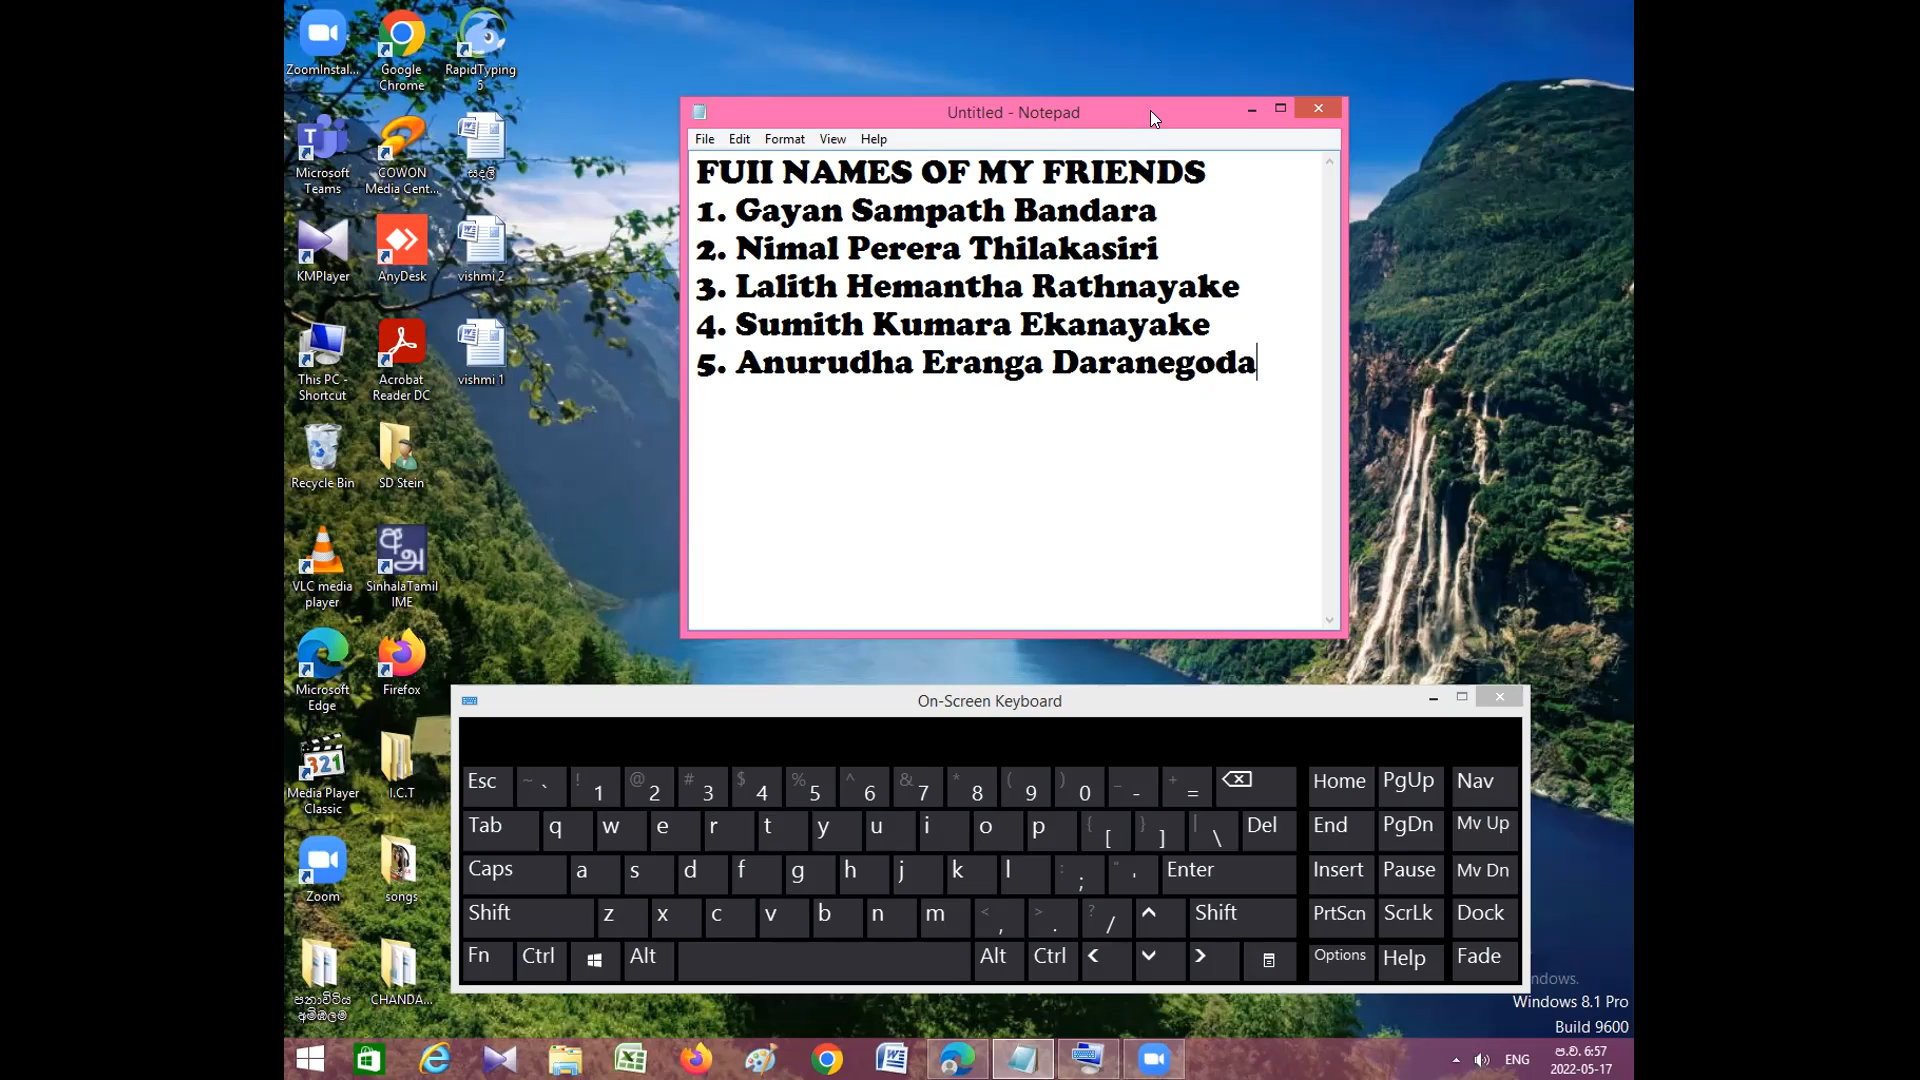 ZoomInstal...
Google Chrome
RapidTyping 5
Microsoft Teams
COWON Media Cent...
සඳලි
KMPlayer
AnyDesk
vishmi 2
This PC - Shortcut
Acrobat Reader DC
vishmi 1
Recycle Bin
SD Stein
VLC media player
SinhalaTamil IME
Microsoft Edge
Firefox
Media Player Classic
I.C.T
Zoom
songs
CHANDA...
Untitled - Notepad
File Edit Format View Help
FUII NAMES OF MY FRIENDS
1. Gayan Sampath Bandara
2. Nimal Perera Thilakasiri
3. Lalith Hemantha Rathnayake
4. Sumith Kumara Ekanayake
5. Anurudha Eranga Daranegoda
On-Screen Keyboard
Esc ~ ` ! 1 @ 2 # 3 $ 4 % 5 ^ 6 & 7 * 8 ( 9 ) 0 _ - + = Home PgUp Nav
Tab q w e r t y u i o p { [ } ] | \ Del End PgDn Mv Up
Caps a s d f g h j k l : ; " ' Enter Insert Pause Mv Dn
Shift z x c v b n m < , > . ? / Shift PrtScn ScrLk Dock
Fn Ctrl Alt Alt Ctrl Options Help Fade
ndows.
Windows 8.1 Pro
Build 9600
ENG
ප.ව. 6:57
2022-05-17